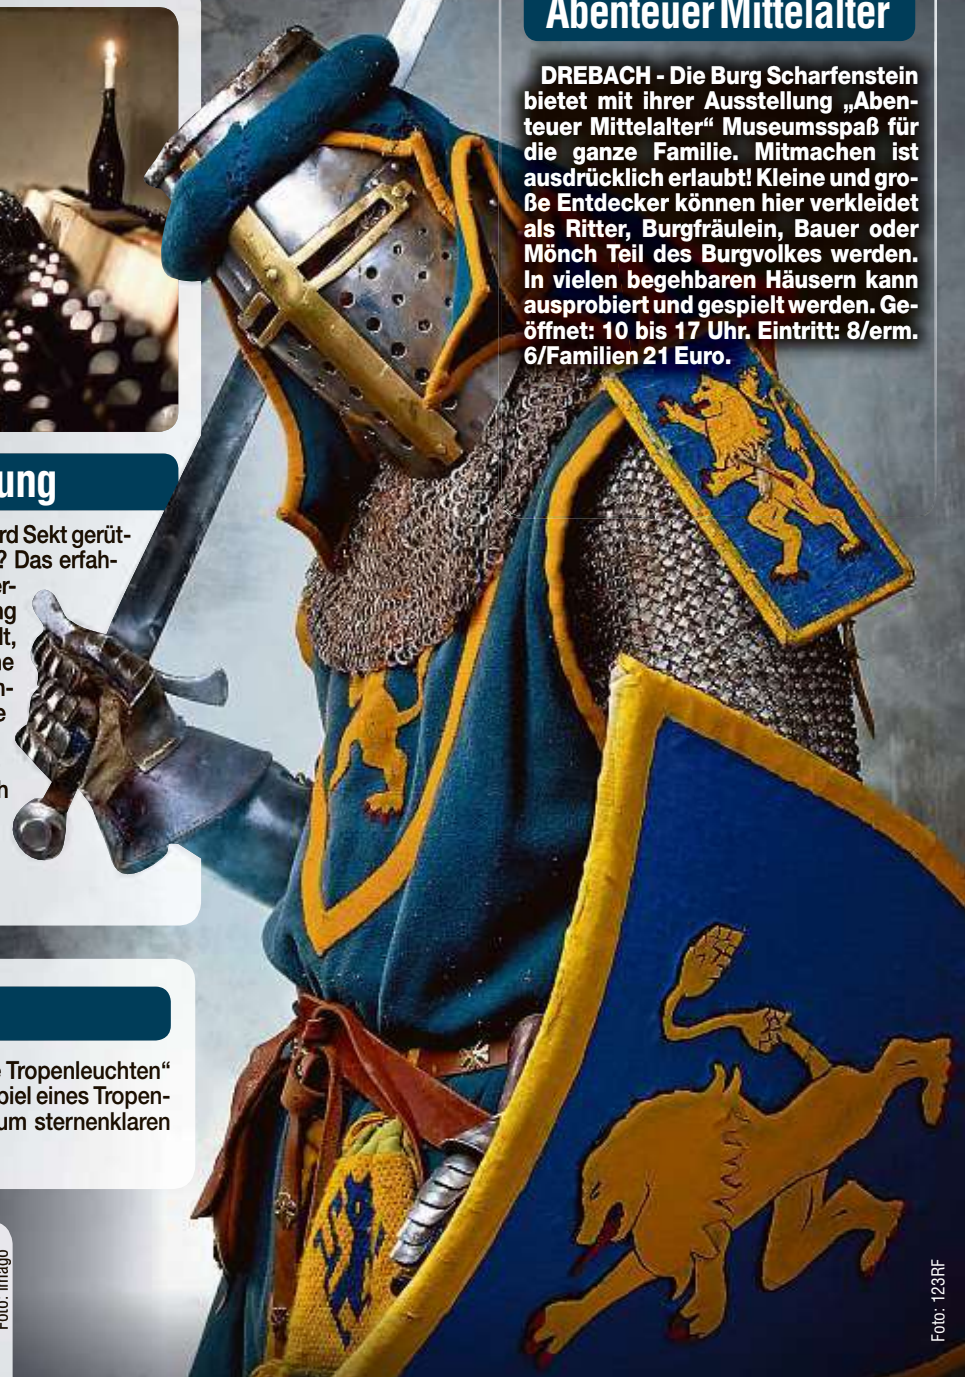 Abenteuer Mittelalter
DREBACH - Die Burg Scharfenstein
bietet mit ihrer Ausstellung „Aben-
teuer Mittelalter“ Museumsspaß für
die ganze Familie. Mitmachen ist
ausdrücklich erlaubt! Kleine und gro-
ße Entdecker können hier verkleidet
als Ritter, Burgfräulein, Bauer oder
Mönch Teil des Burgvolkes werden.
In vielen begehbaren Häusern kann
ausprobiert und gespielt werden. Ge-
öffnet: 10 bis 17 Uhr. Eintritt: 8/erm.
6/Familien 21 Euro.
ung
rd Sekt gerüt-
? Das erfah-
er-
ng
lt,
ne
n-
e
h
e Tropenleuchten“
piel eines Tropen-
um sternenklaren
Foto: Imago
Foto: 123RF